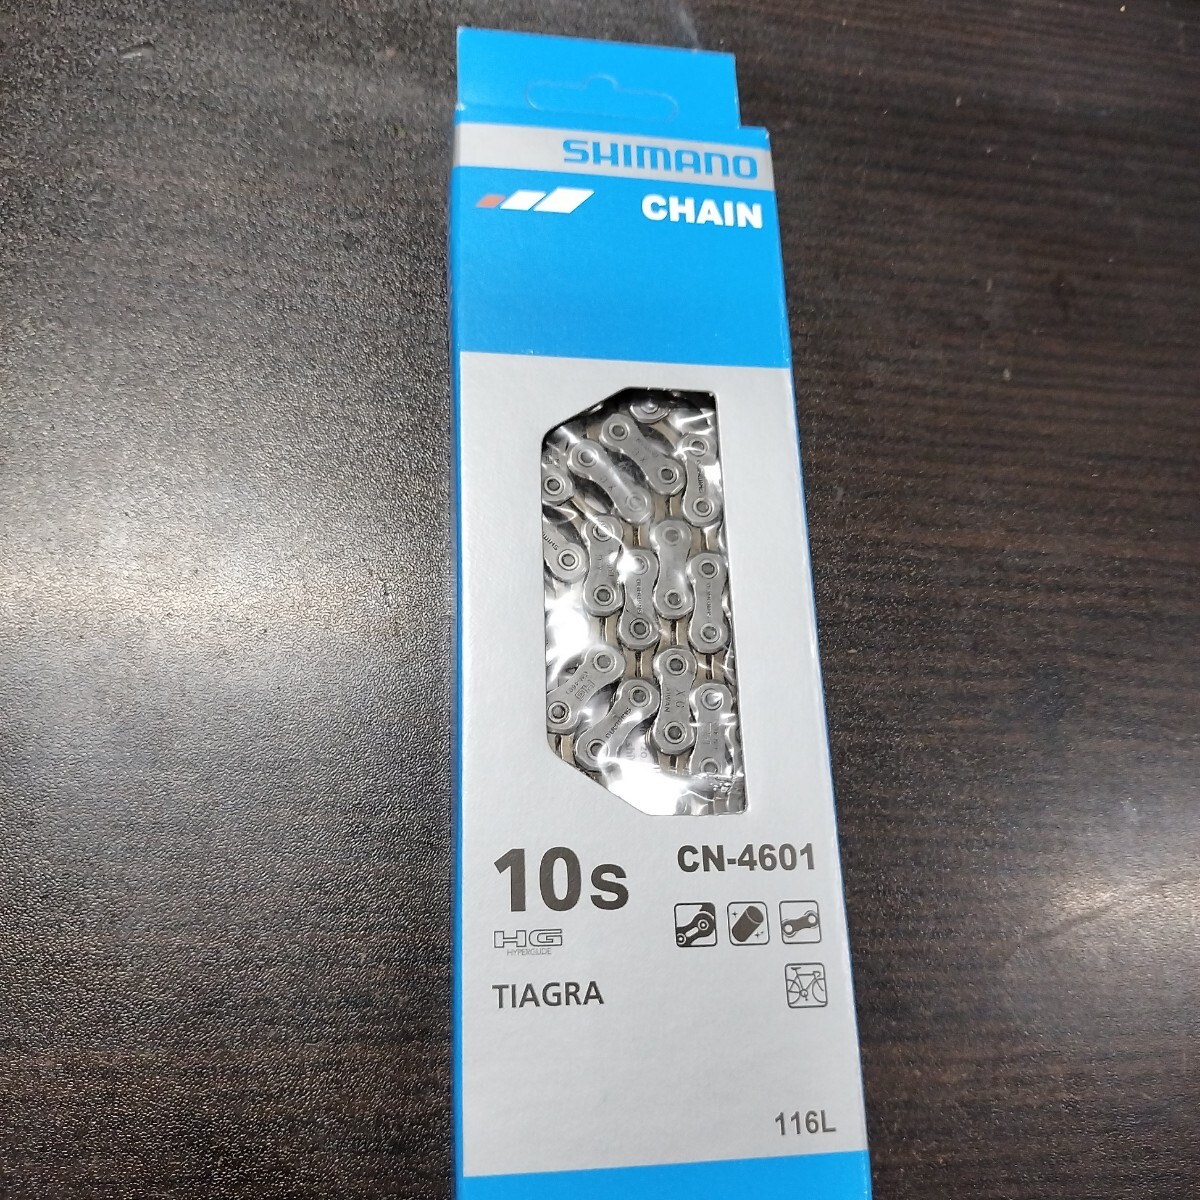 SHIMANO
CHAIN
10s
CN-4601
HG
HYPERGLIDE
TIAGRA
116L